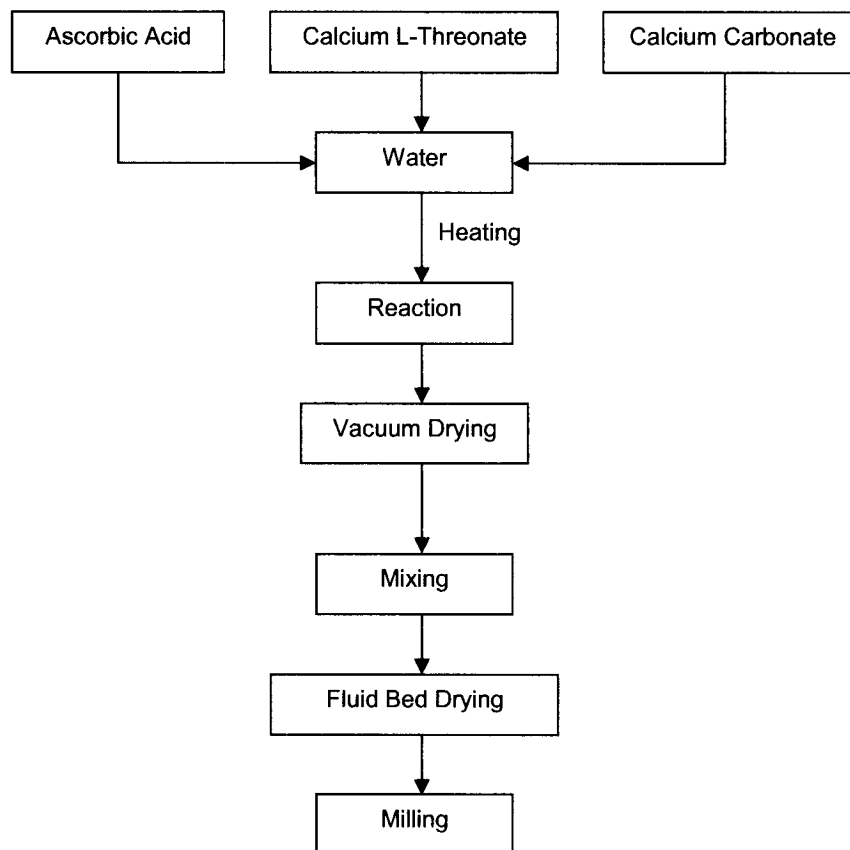 Ascorbic Acid
Calcium L-Threonate
Calcium Carbonate
Water
Heating
Reaction
Vacuum Drying
Mixing
Fluid Bed Drying
Milling